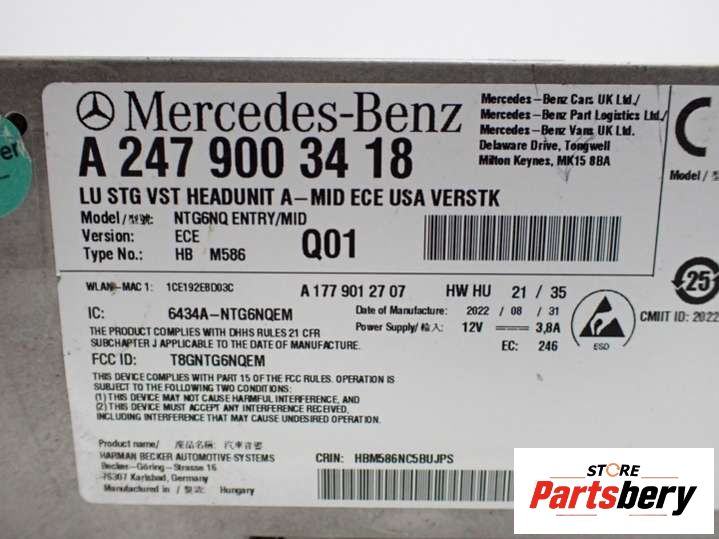 Mercedes-Benz
Mercedes-Benz Cars UK Ltd./
Mercedes-Benz Part Logistics Ltd./
Mercedes-Benz Vans UK Ltd.
Delaware Drive, Tongwell
Milton Keynes, MK15 8BA
A 247 900 34 18
LU STG VST HEADUNIT A-MID ECE USA VERSTK
Model/型號: NTG6NQ ENTRY/MID
Version: ECE
Type No.: HB M586
Q01
Model/
WLAN-MAC 1: 1CE192EBD03C
A 177 901 27 07
HW HU 21 / 35
IC: 6434A-NTG6NQEM
Date of Manufacture: 2022 / 08 / 31
Power Supply/輸入: 12V 3,8A
EC: 246
ESD
25
CMIIT ID: 2022
THE PRODUCT COMPLIES WITH DHHS RULES 21 CFR
SUBCHAPTER J APPLICABLE TO THE DATE OF MANUFACTURE.
FCC ID: T8GNTG6NQEM
THIS DEVICE COMPLIES WITH PART 15 OF THE FCC RULES. OPERATION IS
SUBJECT TO THE FOLLOWING TWO CONDITIONS:
(1) THIS DEVICE MAY NOT CAUSE HARMFUL INTERFERENCE, AND
(2) THIS DEVICE MUST ACCEPT ANY INTERFERENCE RECEIVED,
INCLUDING INTERFERENCE THAT MAY CAUSE UNDESIRED OPERATION.
Product name/ 產品名稱: 汽車音響
HARMAN BECKER AUTOMOTIVE SYSTEMS
Becker-Göring-Strasse 16
76307 Karlsbad, Germany
Manufactured in / 製造: Hungary
CRIN: HBM586NC5BUJPS
STORE
Partsbery